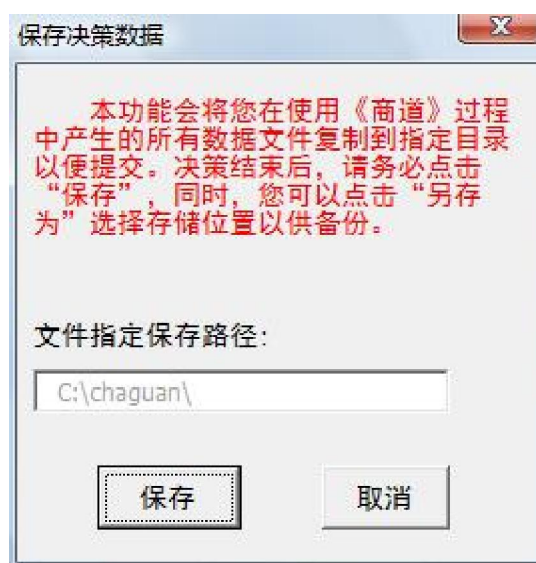 保存决策数据
本功能会将您在使用《商道》过程
中产生的所有数据文件复制到指定目录
以便提交。决策结束后，请务必点击
“保存”，同时，您可以点击“另存
为”选择存储位置以供备份。
文件指定保存路径：
C:\chaguan\
保存 取消